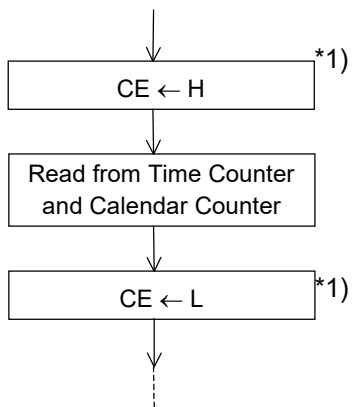 *1)
CE ← H
Read from Time Counter
and Calendar Counter
*1)
CE ← L